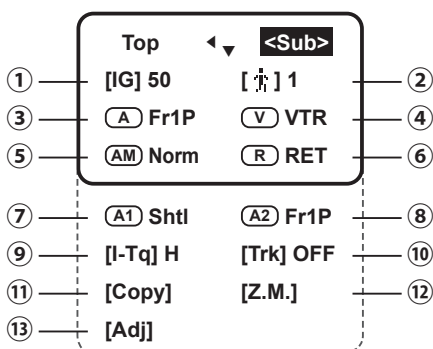 Top <Sub>
① [IG] 50 [ ] 1 ②
③ A Fr1P V VTR ④
⑤ AM Norm R RET ⑥
⑦ A1 Shtl A2 Fr1P ⑧
⑨ [I-Tq] H [Trk] OFF ⑩
⑪ [Copy] [Z.M.] ⑫
⑬ [Adj]